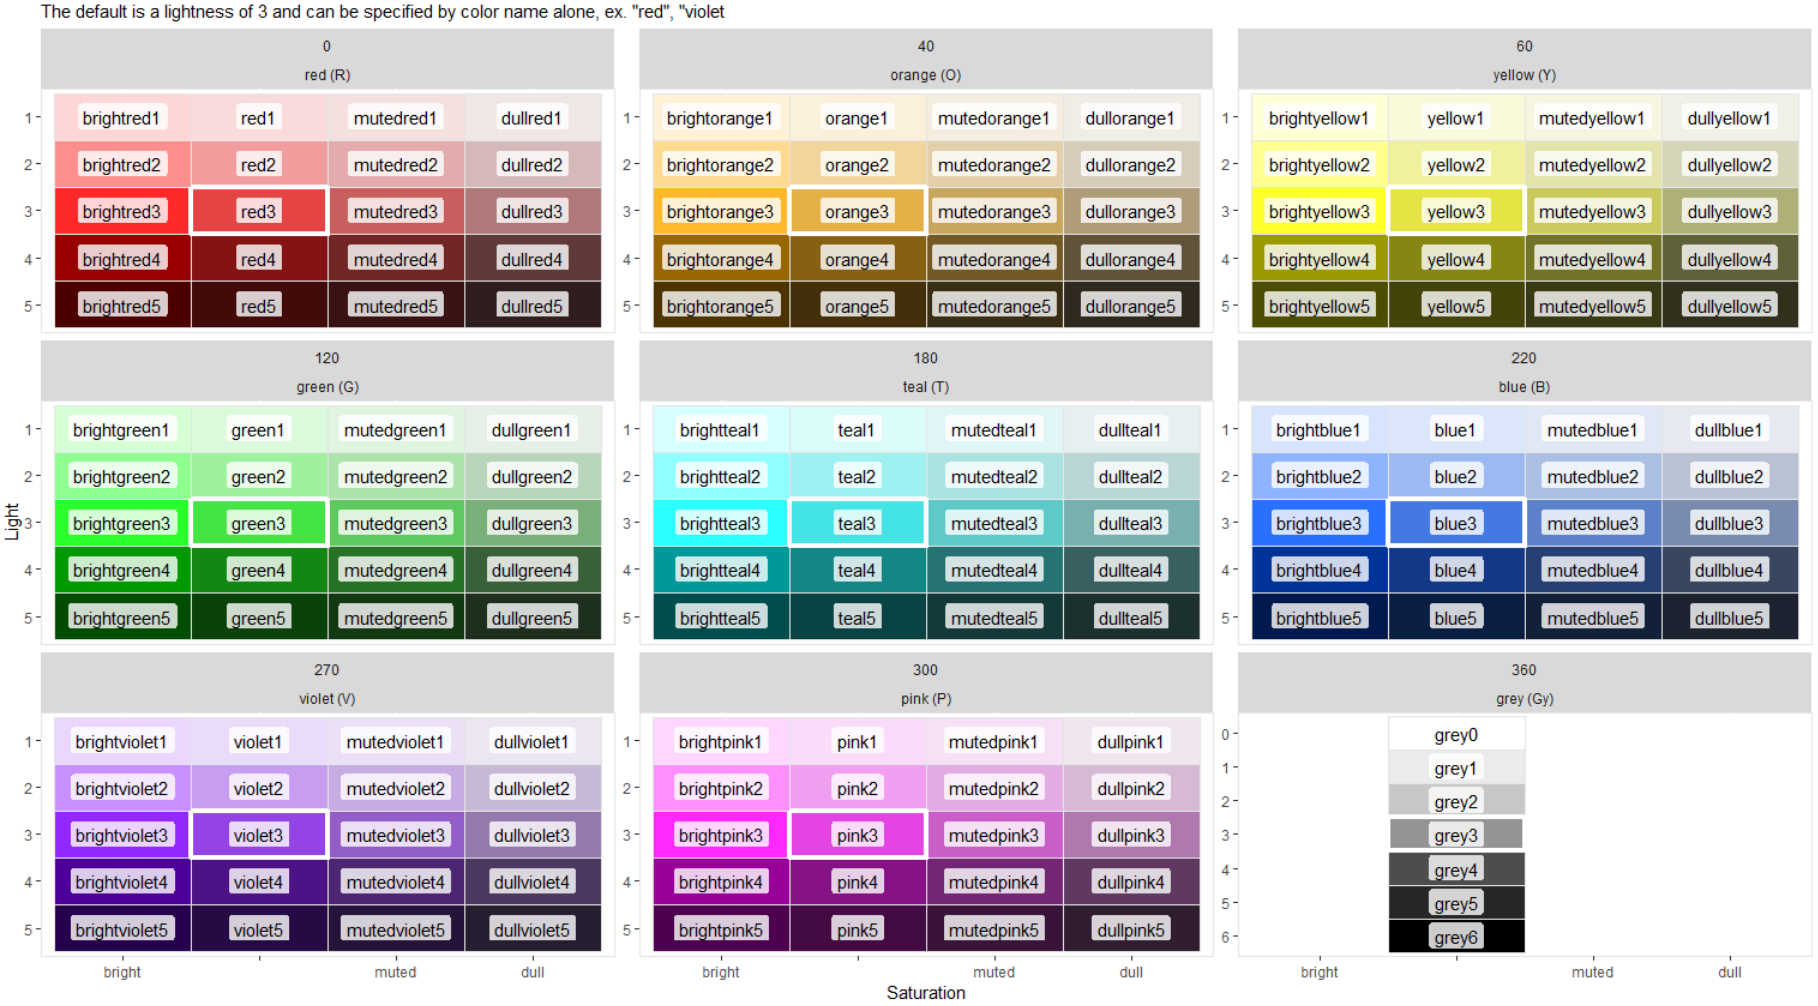 The default is a lightness of 3 and can be specified by color name alone, ex. "red", "violet
0 40 60
red (R) orange (O) yellow (Y)
1 brightred1 red1 mutedred1 dullred1 1 brightorange1 orange1 mutedorange1 dullorange1 1 brightyellow1 yellow1 mutedyellow1 dullyellow1
2 brightred2 red2 mutedred2 dullred2 2 brightorange2 orange2 mutedorange2 dullorange2 2 brightyellow2 yellow2 mutedyellow2 dullyellow2
3 brightred3 red3 mutedred3 dullred3 3 brightorange3 orange3 mutedorange3 dullorange3 3 brightyellow3 yellow3 mutedyellow3 dullyellow3
4 brightred4 red4 mutedred4 dullred4 4 brightorange4 orange4 mutedorange4 dullorange4 4 brightyellow4 yellow4 mutedyellow4 dullyellow4
5 brightred5 red5 mutedred5 dullred5 5 brightorange5 orange5 mutedorange5 dullorange5 5 brightyellow5 yellow5 mutedyellow5 dullyellow5
120 180 220
green (G) teal (T) blue (B)
1 brightgreen1 green1 mutedgreen1 dullgreen1 1 brightteal1 teal1 mutedteal1 dullteal1 1 brightblue1 blue1 mutedblue1 dullblue1
2 brightgreen2 green2 mutedgreen2 dullgreen2 2 brightteal2 teal2 mutedteal2 dullteal2 2 brightblue2 blue2 mutedblue2 dullblue2
Light
3 brightgreen3 green3 mutedgreen3 dullgreen3 3 brightteal3 teal3 mutedteal3 dullteal3 3 brightblue3 blue3 mutedblue3 dullblue3
4 brightgreen4 green4 mutedgreen4 dullgreen4 4 brightteal4 teal4 mutedteal4 dullteal4 4 brightblue4 blue4 mutedblue4 dullblue4
5 brightgreen5 green5 mutedgreen5 dullgreen5 5 brightteal5 teal5 mutedteal5 dullteal5 5 brightblue5 blue5 mutedblue5 dullblue5
270 300 360
violet (V) pink (P) grey (Gy)
1 brightviolet1 violet1 mutedviolet1 dullviolet1 1 brightpink1 pink1 mutedpink1 dullpink1
2 brightviolet2 violet2 mutedviolet2 dullviolet2 2 brightpink2 pink2 mutedpink2 dullpink2
3 brightviolet3 violet3 mutedviolet3 dullviolet3 3 brightpink3 pink3 mutedpink3 dullpink3
4 brightviolet4 violet4 mutedviolet4 dullviolet4 4 brightpink4 pink4 mutedpink4 dullpink4
5 brightviolet5 violet5 mutedviolet5 dullviolet5 5 brightpink5 pink5 mutedpink5 dullpink5
0 grey0
1 grey1
2 grey2
3 grey3
4 grey4
5 grey5
6 grey6
bright muted dull bright muted dull bright muted dull
Saturation